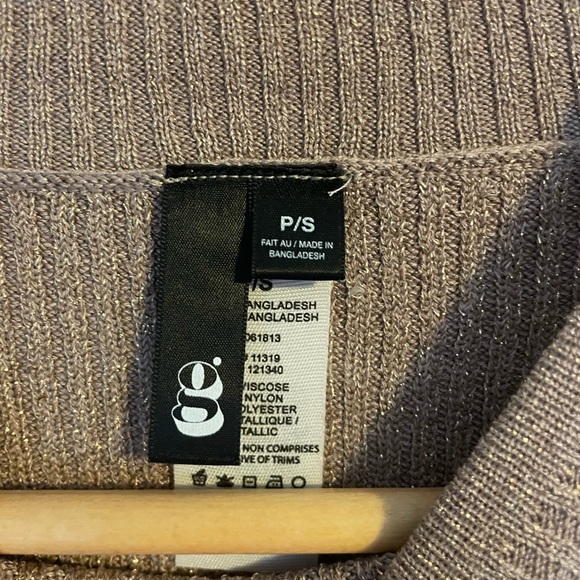 P/S
FAIT AU / MADE IN
BANGLADESH
/S
ANGLADESH
ANGLADESH
061813
11319
121340
VISCOSE
NYLON
OLYESTER
TALLIQUE /
TALLIC
NON COMPRISES
IVE OF TRIMS
g